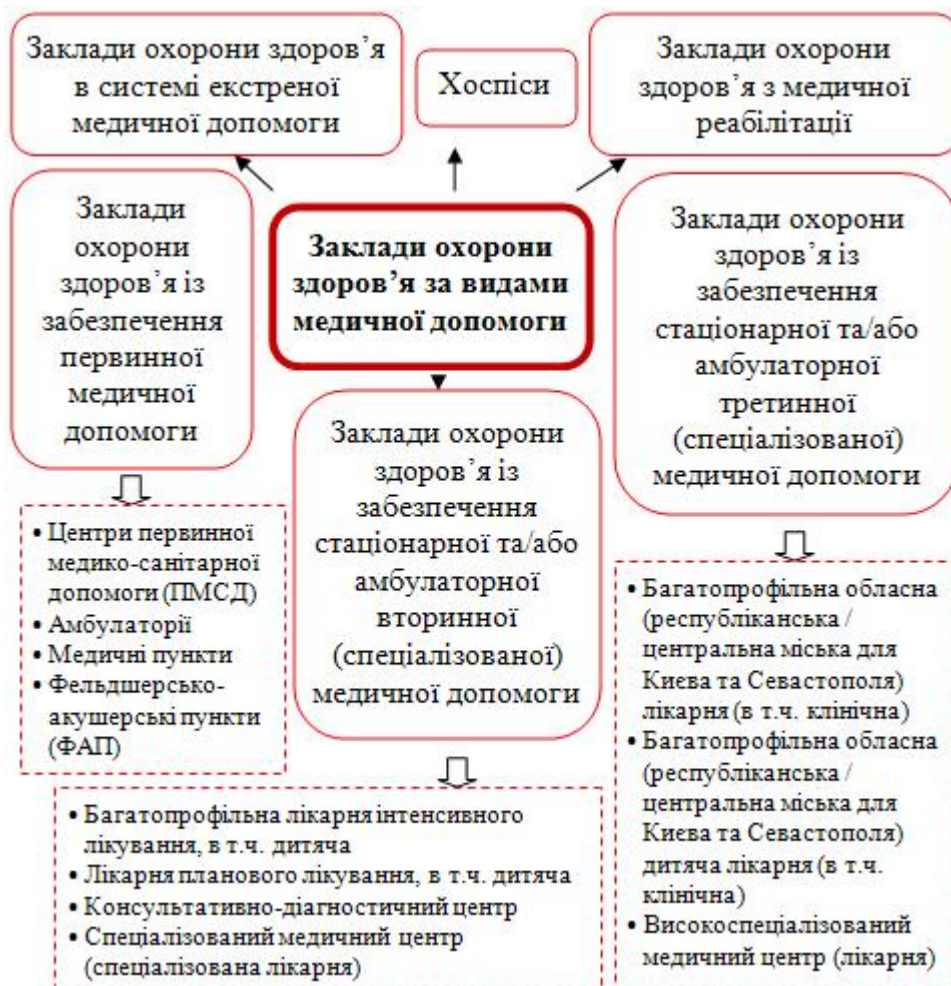 Заклади охорони здоров’я
в системі екстреної
медичної допомоги
Хоспіси
Заклади охорони
здоров’я з медичної
реабілітації
Заклади
охорони
здоров’я із
забезпечення
первинної
медичної
допомоги
Заклади охорони
здоров’я за видами
медичної допомоги
Заклади охорони
здоров’я із
забезпечення
стаціонарної та/або
амбулаторної
третинної
(спеціалізованої)
медичної допомоги
Заклади охорони
здоров’я із
забезпечення
стаціонарної та/або
амбулаторної
вторинної
(спеціалізованої)
медичної допомоги
• Центри первинної
медико-санітарної
допомоги (ПМСД)
• Амбулаторії
• Медичні пункти
• Фельдшерсько-
акушерські пункти
(ФАП)
• Багатопрофільна лікарня інтенсивного
лікування, в т.ч. дитяча
• Лікарня планового лікування, в т.ч. дитяча
• Консультативно-діагностичний центр
• Спеціалізований медичний центр
(спеціалізована лікарня)
• Багатопрофільна обласна
(республіканська /
центральна міська для
Києва та Севастополя)
лікарня (в т.ч. клінічна)
• Багатопрофільна обласна
(республіканська /
центральна міська для
Києва та Севастополя)
дитяча лікарня (в т.ч.
клінічна)
• Високоспеціалізований
медичний центр (лікарня)